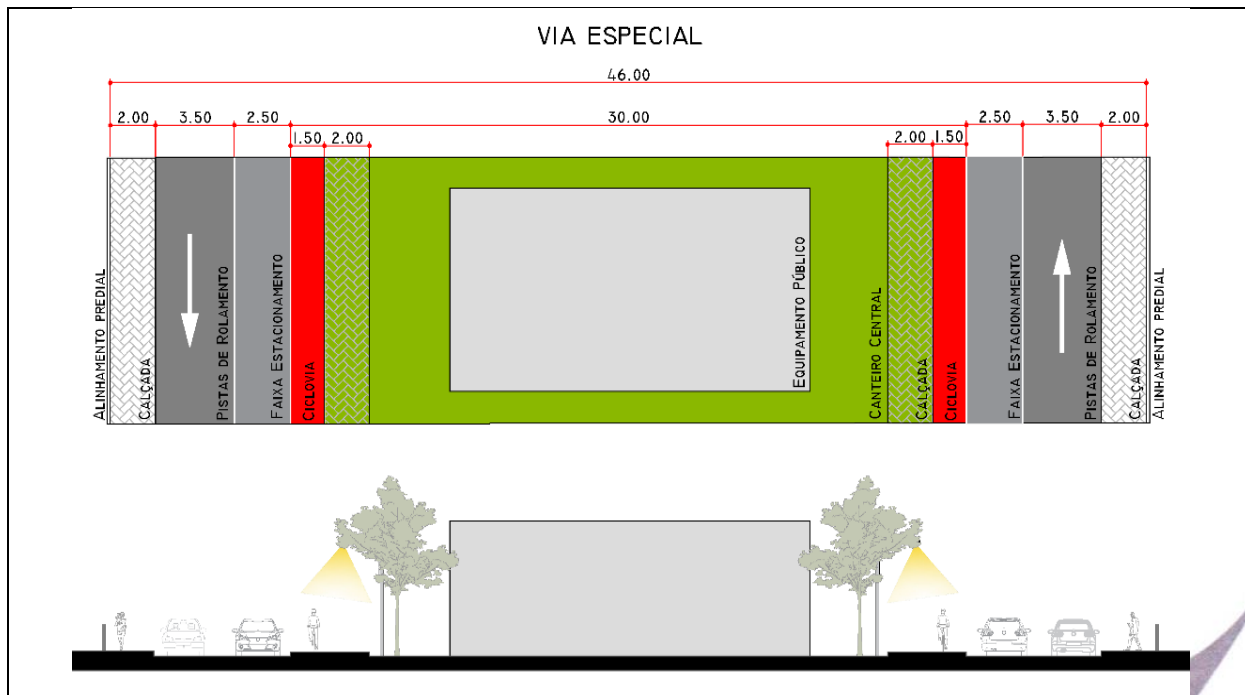 VIA ESPECIAL
46.00
2.00 3.50 2.50 30.00 2.50 3.50 2.00
1.50 2.00 2.00 1.50
ALINHAMENTO PREDIAL
CALÇADA
PISTAS DE ROLAMENTO
FAIXA ESTACIONAMENTO
CICLOVIA
EQUIPAMENTO PÚBLICO
CANTEIRO CENTRAL
CALÇADA
CICLOVIA
FAIXA ESTACIONAMENTO
PISTAS DE ROLAMENTO
CALÇADA
ALINHAMENTO PREDIAL